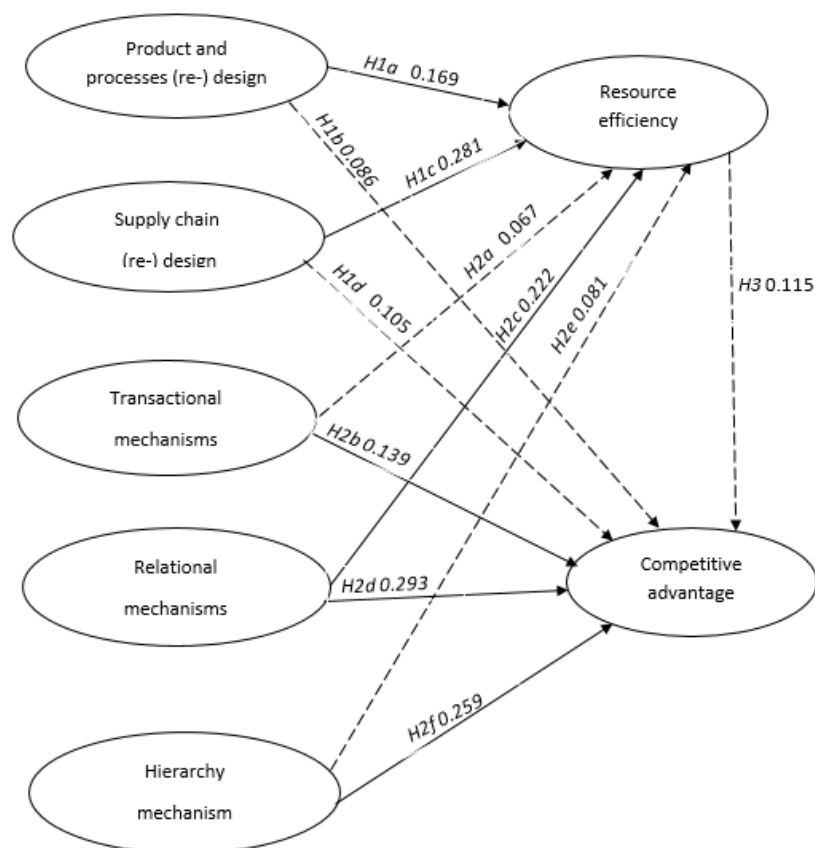 Product and
processes (re-) design
H1a 0.169
Resource
efficiency
H1b 0.086
H1c 0.281
Supply chain
(re-) design
H1d 0.105
H2a 0.067
H2c 0.222
H2e 0.081
H3 0.115
Transactional
mechanisms
H2b 0.139
Relational
mechanisms
H2d 0.293
Competitive
advantage
H2f 0.259
Hierarchy
mechanism